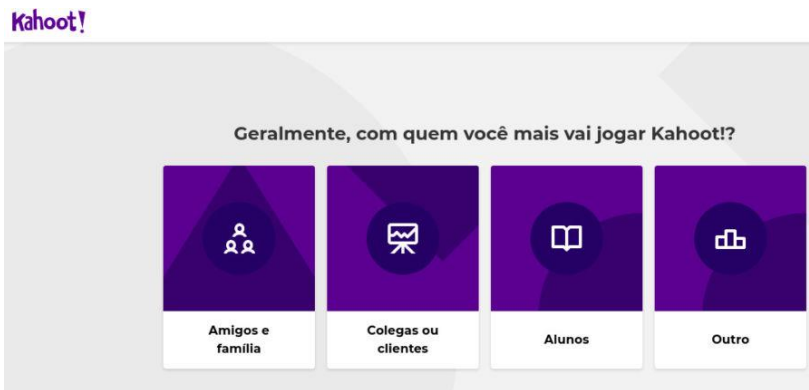 Kahoot!
Geralmente, com quem você mais vai jogar Kahoot!?
Amigos e
família
Colegas ou
clientes
Alunos
Outro